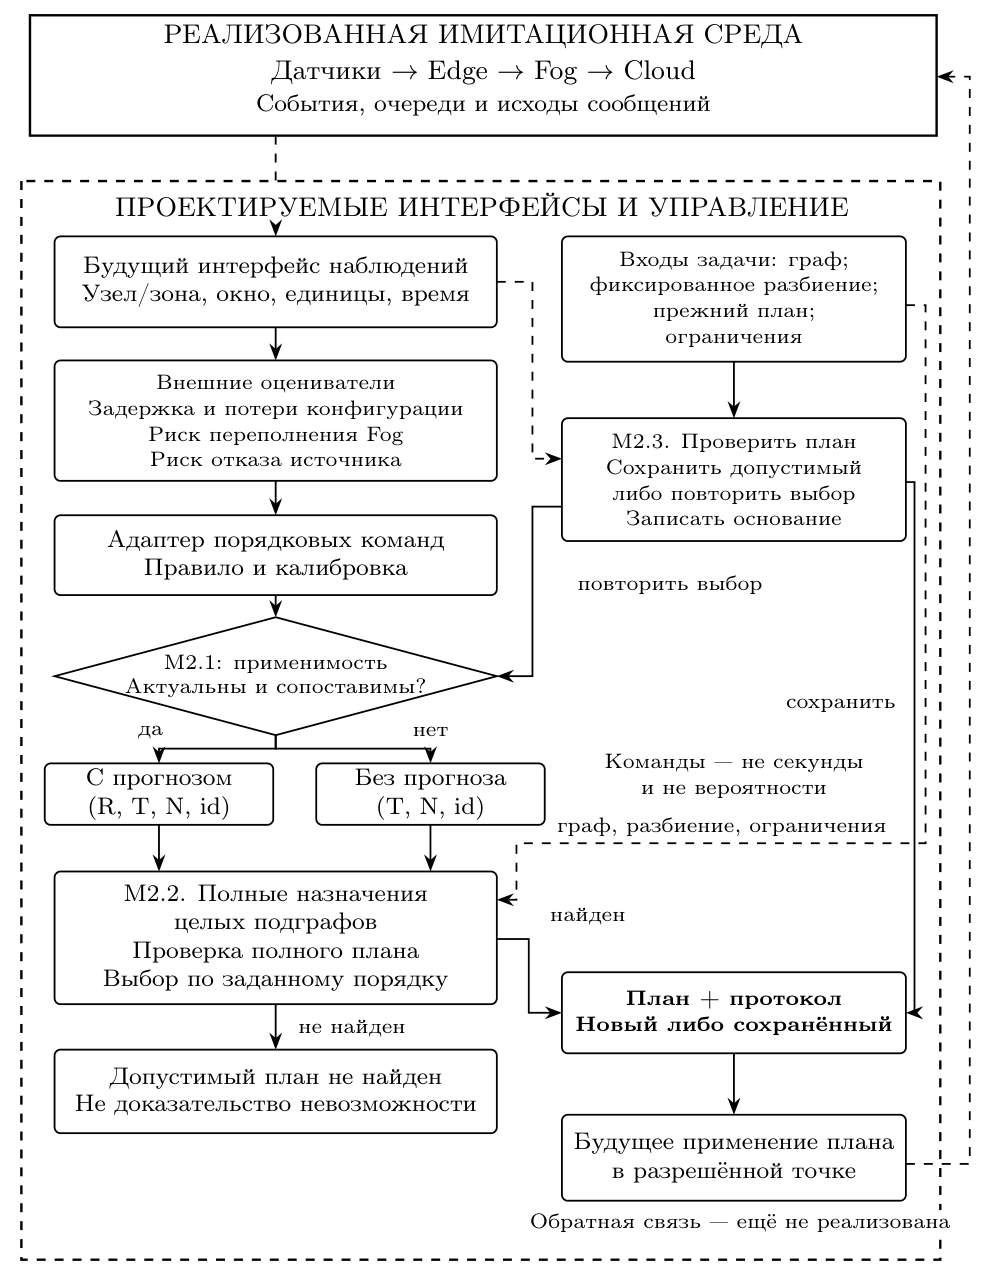 РЕАЛИЗОВАННАЯ ИМИТАЦИОННАЯ СРЕДА
Датчики → Edge → Fog → Cloud
События, очереди и исходы сообщений
ПРОЕКТИРУЕМЫЕ ИНТЕРФЕЙСЫ И УПРАВЛЕНИЕ
Будущий интерфейс наблюдений
Узел/зона, окно, единицы, время
Входы задачи: граф;
фиксированное разбиение;
прежний план;
ограничения
Внешние оцениватели
Задержка и потери конфигурации
Риск переполнения Fog
Риск отказа источника
М2.3. Проверить план
Сохранить допустимый
либо повторить выбор
Записать основание
Адаптер порядковых команд
Правило и калибровка
повторить выбор
М2.1: применимость
Актуальны и сопоставимы?
сохранить
да
нет
С прогнозом
(R, T, N, id)
Без прогноза
(T, N, id)
Команды — не секунды
и не вероятности
граф, разбиение, ограничения
М2.2. Полные назначения
целых подграфов
Проверка полного плана
Выбор по заданному порядку
найден
План + протокол
Новый либо сохранённый
не найден
Допустимый план не найден
Не доказательство невозможности
Будущее применение плана
в разрешённой точке
Обратная связь — ещё не реализована